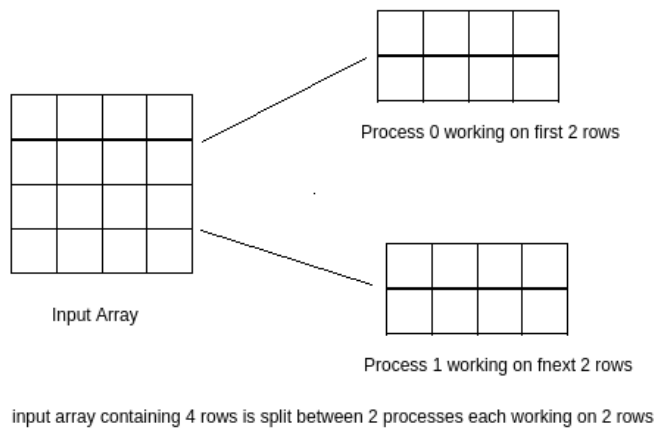 Process 0 working on first 2 rows
Input Array
Process 1 working on fnext 2 rows
input array containing 4 rows is split between 2 processes each working on 2 rows